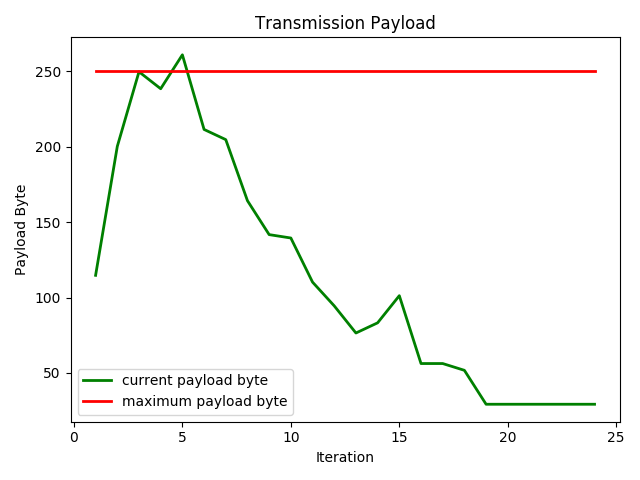 Transmission Payload
Payload Byte
250
200
150
100
50
current payload byte
maximum payload byte
0
5
10
15
20
25
Iteration